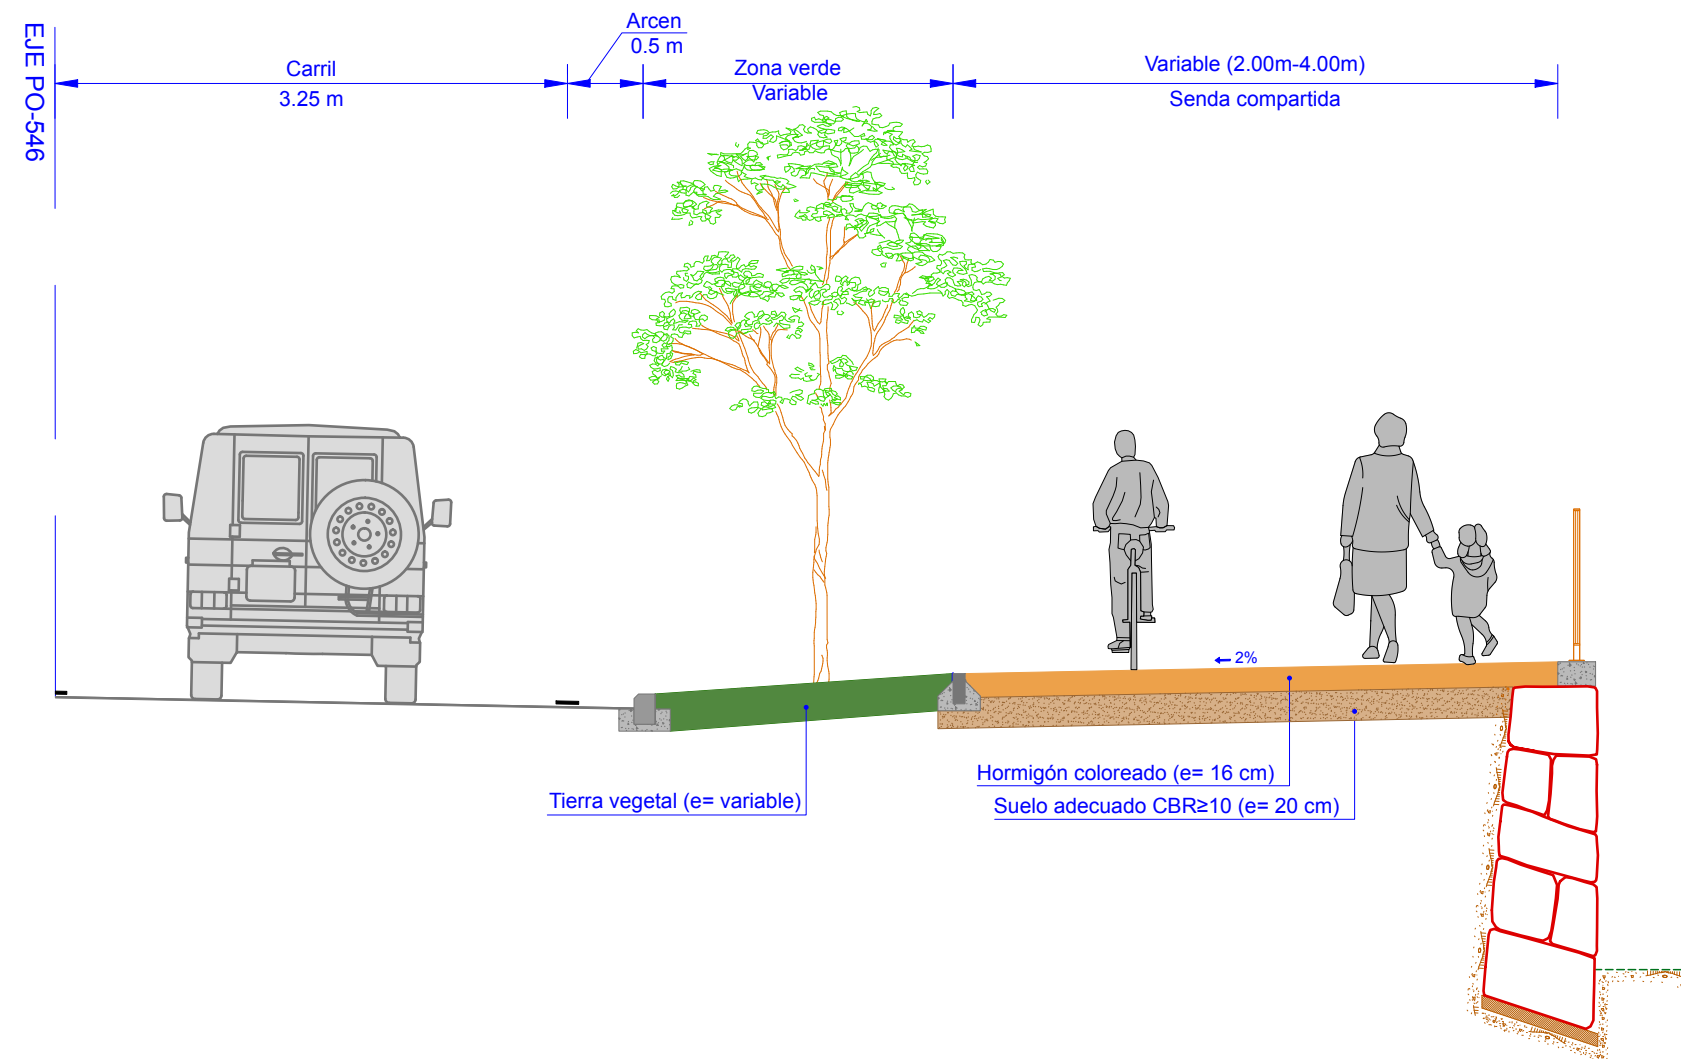 EJE PO-546
Carril
3.25 m
Arcen
0.5 m
Zona verde
Variable
Variable (2.00m-4.00m)
Senda compartida
2%
Hormigón coloreado (e= 16 cm)
Tierra vegetal (e= variable)
Suelo adecuado CBR≥10 (e= 20 cm)